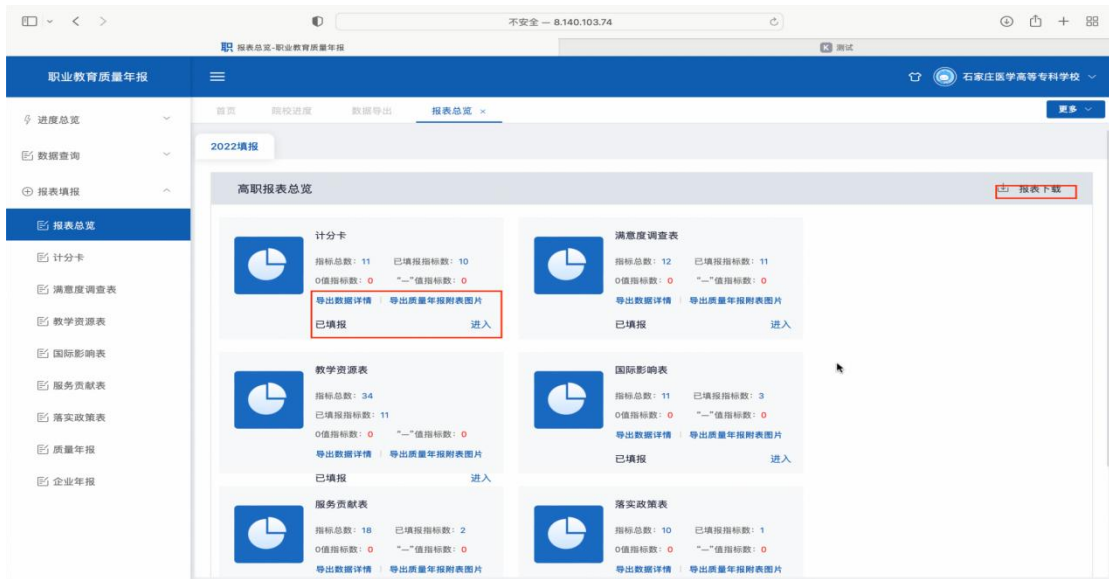 不安全 — 8.140.103.74
报表总览-职业教育质量年报
K 测试
职业教育质量年报
石家庄医学高等专科学校
首页 院校进度 数据导出 报表总览 ×
更多
进度总览
数据查询
报表填报
报表总览
计分卡
满意度调查表
教学资源表
国际影响表
服务贡献表
落实政策表
质量年报
企业年报
2022填报
高职报表总览
报表下载
计分卡
指标总数：11 已填报指标数：10
0值指标数：0 “—”值指标数：0
导出数据详情 导出质量年报附表图片
已填报 进入
满意度调查表
指标总数：12 已填报指标数：11
0值指标数：0 “—”值指标数：0
导出数据详情 导出质量年报附表图片
已填报 进入
教学资源表
指标总数：34
已填报指标数：11
0值指标数：0 “—”值指标数：0
导出数据详情 导出质量年报附表图片
已填报 进入
国际影响表
指标总数：11 已填报指标数：3
0值指标数：0 “—”值指标数：0
导出数据详情 导出质量年报附表图片
已填报 进入
服务贡献表
指标总数：18 已填报指标数：2
0值指标数：0 “—”值指标数：0
导出数据详情 导出质量年报附表图片
落实政策表
指标总数：10 已填报指标数：1
0值指标数：0 “—”值指标数：0
导出数据详情 导出质量年报附表图片